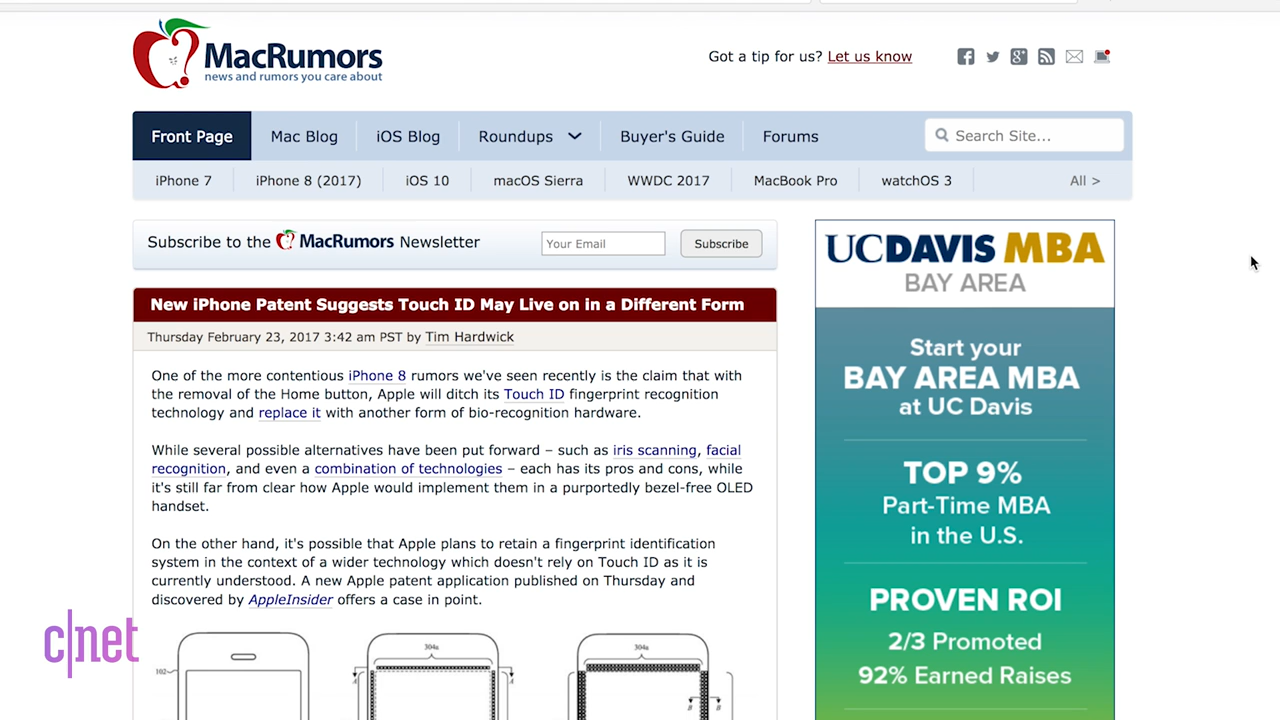 MacRumors
news and rumors you care about
Got a tip for us? Let us know
Front Page Mac Blog iOS Blog Roundups Buyer's Guide Forums Search Site...
iPhone 7 iPhone 8 (2017) iOS 10 macOS Sierra WWDC 2017 MacBook Pro watchOS 3 All >
Subscribe to the MacRumors Newsletter Your Email Subscribe
New iPhone Patent Suggests Touch ID May Live on in a Different Form
Thursday February 23, 2017 3:42 am PST by Tim Hardwick
One of the more contentious iPhone 8 rumors we've seen recently is the claim that with
the removal of the Home button, Apple will ditch its Touch ID fingerprint recognition
technology and replace it with another form of bio-recognition hardware.
While several possible alternatives have been put forward – such as iris scanning, facial
recognition, and even a combination of technologies – each has its pros and cons, while
it's still far from clear how Apple would implement them in a purportedly bezel-free OLED
handset.
On the other hand, it's possible that Apple plans to retain a fingerprint identification
system in the context of a wider technology which doesn't rely on Touch ID as it is
currently understood. A new Apple patent application published on Thursday and
discovered by AppleInsider offers a case in point.
102 304a A A 304a B B
UCDAVIS MBA
BAY AREA
Start your
BAY AREA MBA
at UC Davis
TOP 9%
Part-Time MBA
in the U.S.
PROVEN ROI
2/3 Promoted
92% Earned Raises
c|net